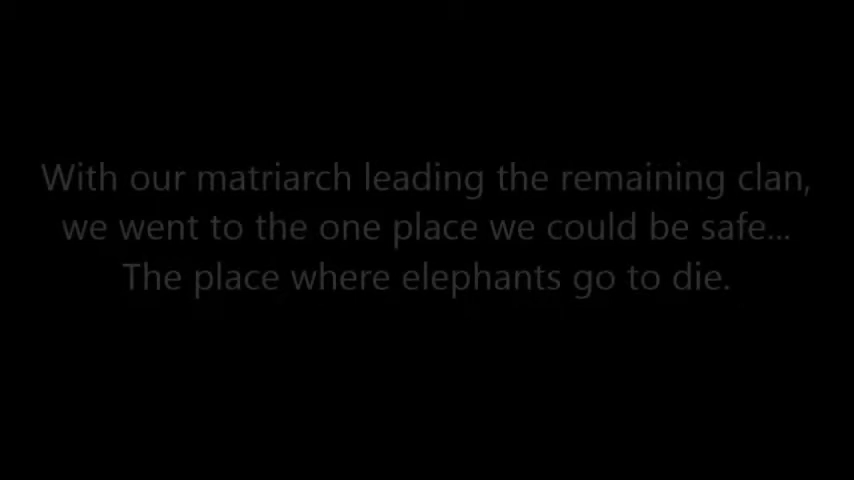 With our matriarch leading the remaining clan,
we went to the one place we could be safe...
The place where elephants go to die.